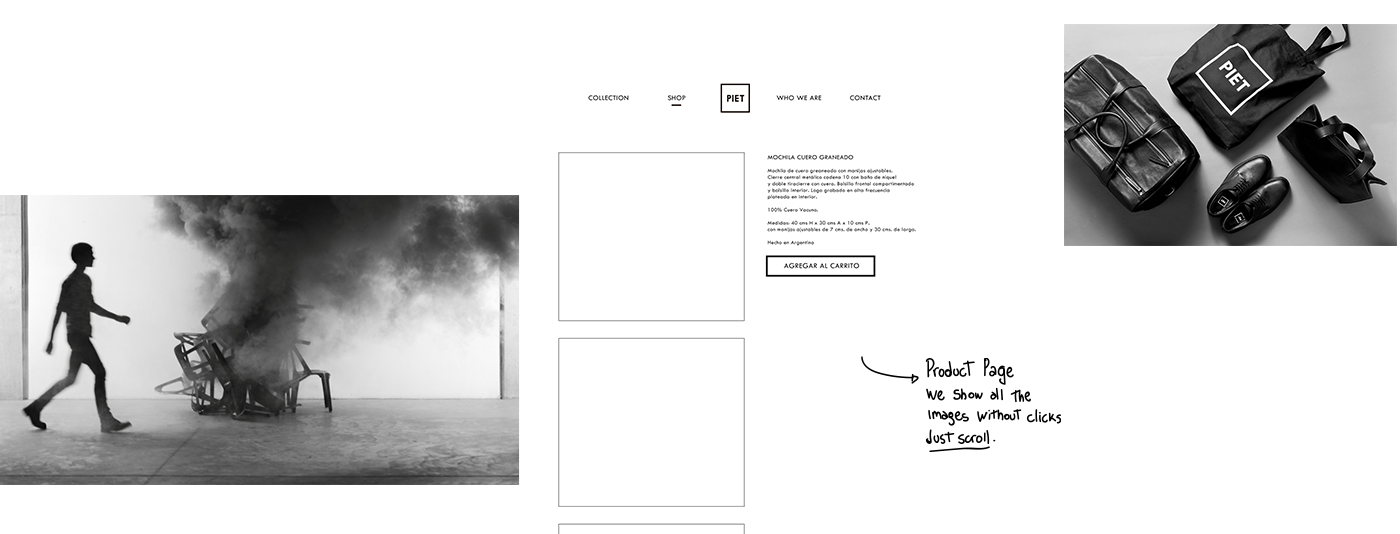 COLLECTION
SHOP
PIET
WHO WE ARE
CONTACT
MOCHILA CUERO GRANEADO
Mochila de cuero greaneado con manijas ajustables.
Cierre central metálico cadena 10 con baño de níquel
y doble tiracierre con cuero. Bolsillo frontal compartimentado
y bolsillo interior. Logo grabado en alta frecuencia
plateada en interior.
100% Cuero Vacuno.
Medidas: 40 cms H x 30 cms A x 10 cms P.
con manijas ajustables de 7 cms. de ancho y 30 cms. de largo.
Hecho en Argentina
AGREGAR AL CARRITO
Product Page
We Show all the
Images without clicks
Just scroll.
PIET